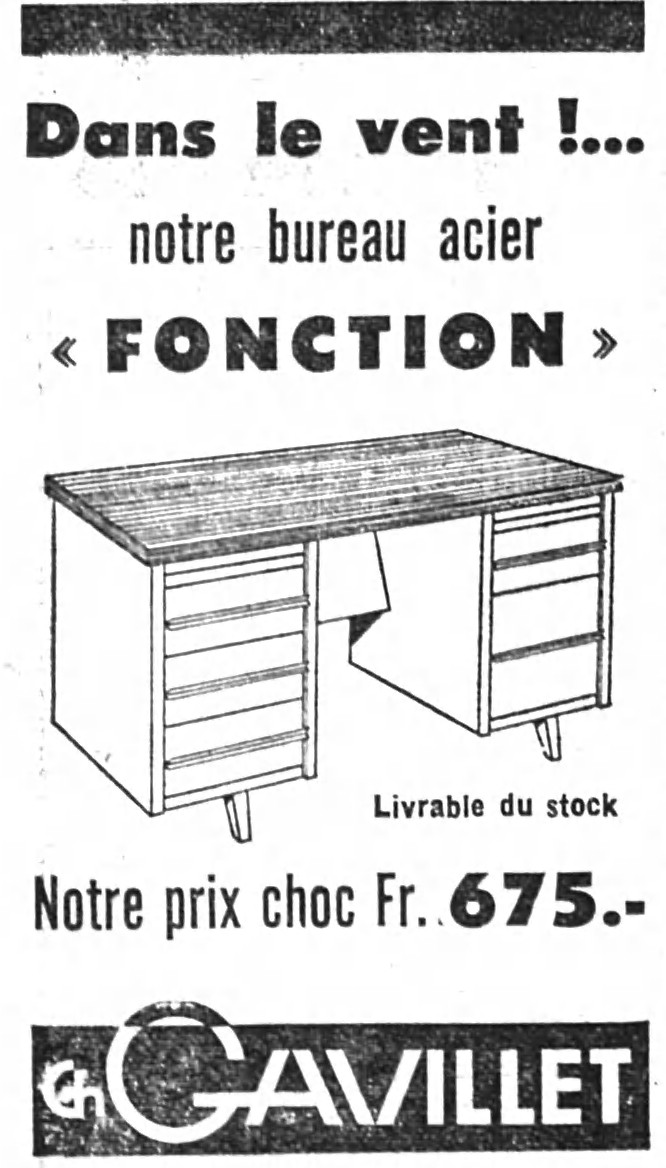 Dans le vent !...
notre bureau acier
« FONCTION »
Livrable du stock
Notre prix choc Fr. 675.-
Ch GAVILLET